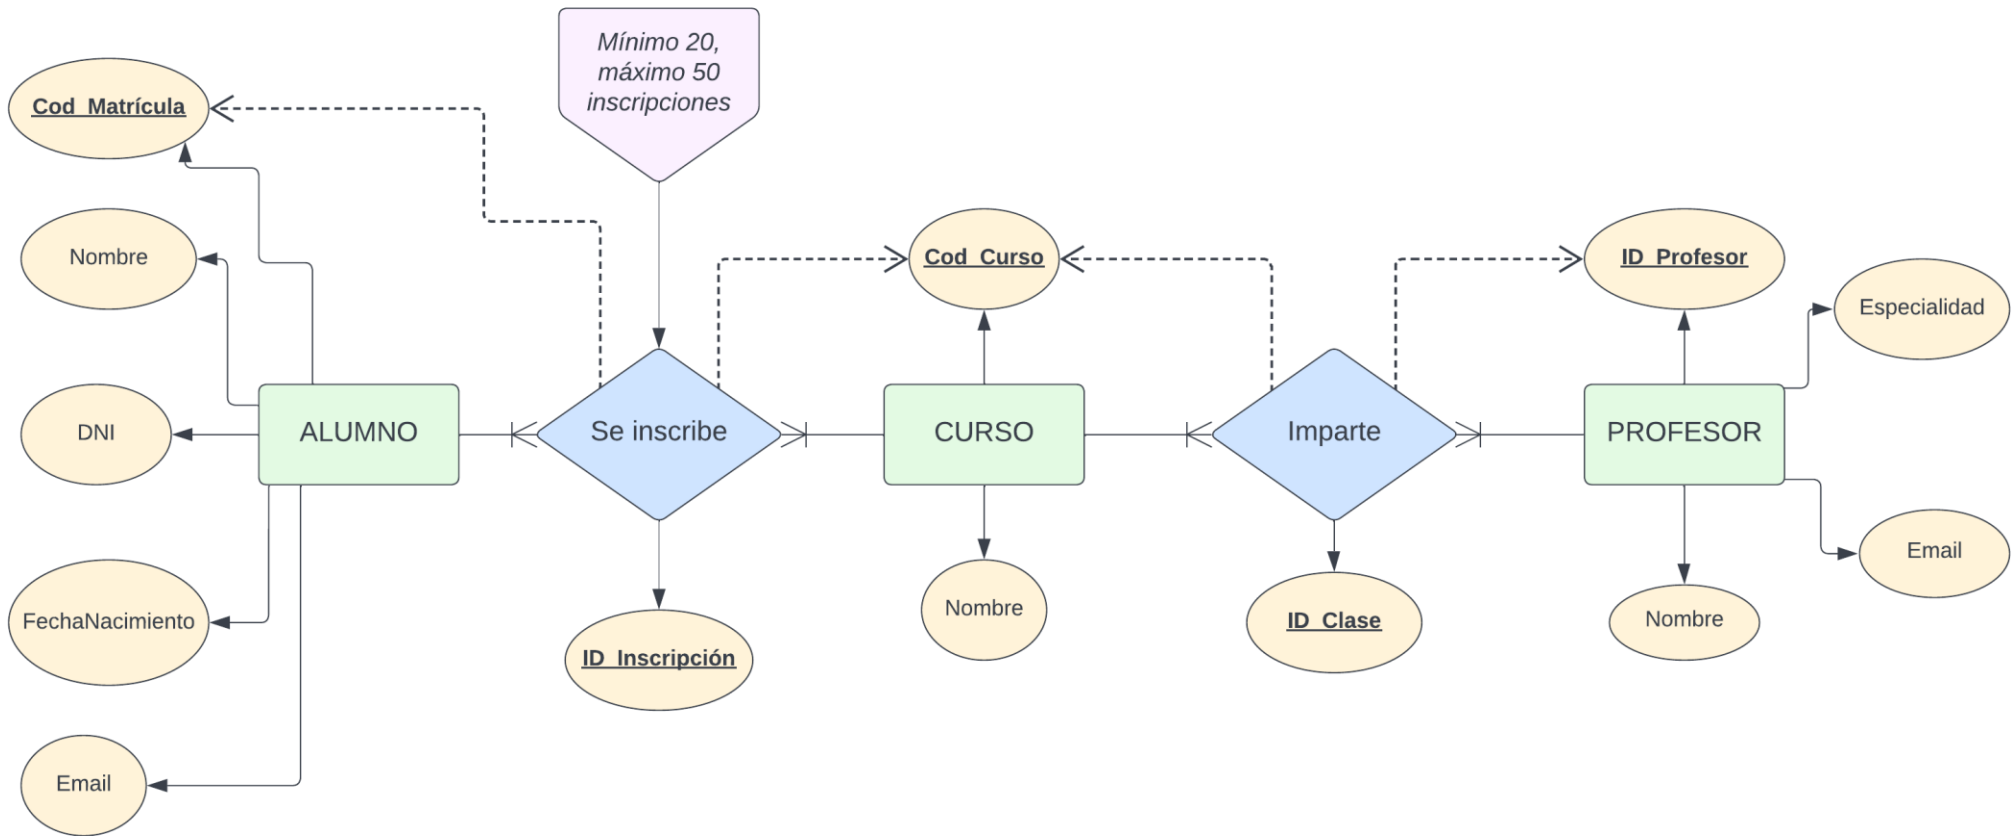 Mínimo 20,
máximo 50
inscripciones
Cod_Matrícula
Nombre
Cod_Curso
ID_Profesor
Especialidad
DNI
ALUMNO
Se inscribe
CURSO
Imparte
PROFESOR
FechaNacimiento
ID_Inscripción
Nombre
ID_Clase
Nombre
Email
Email